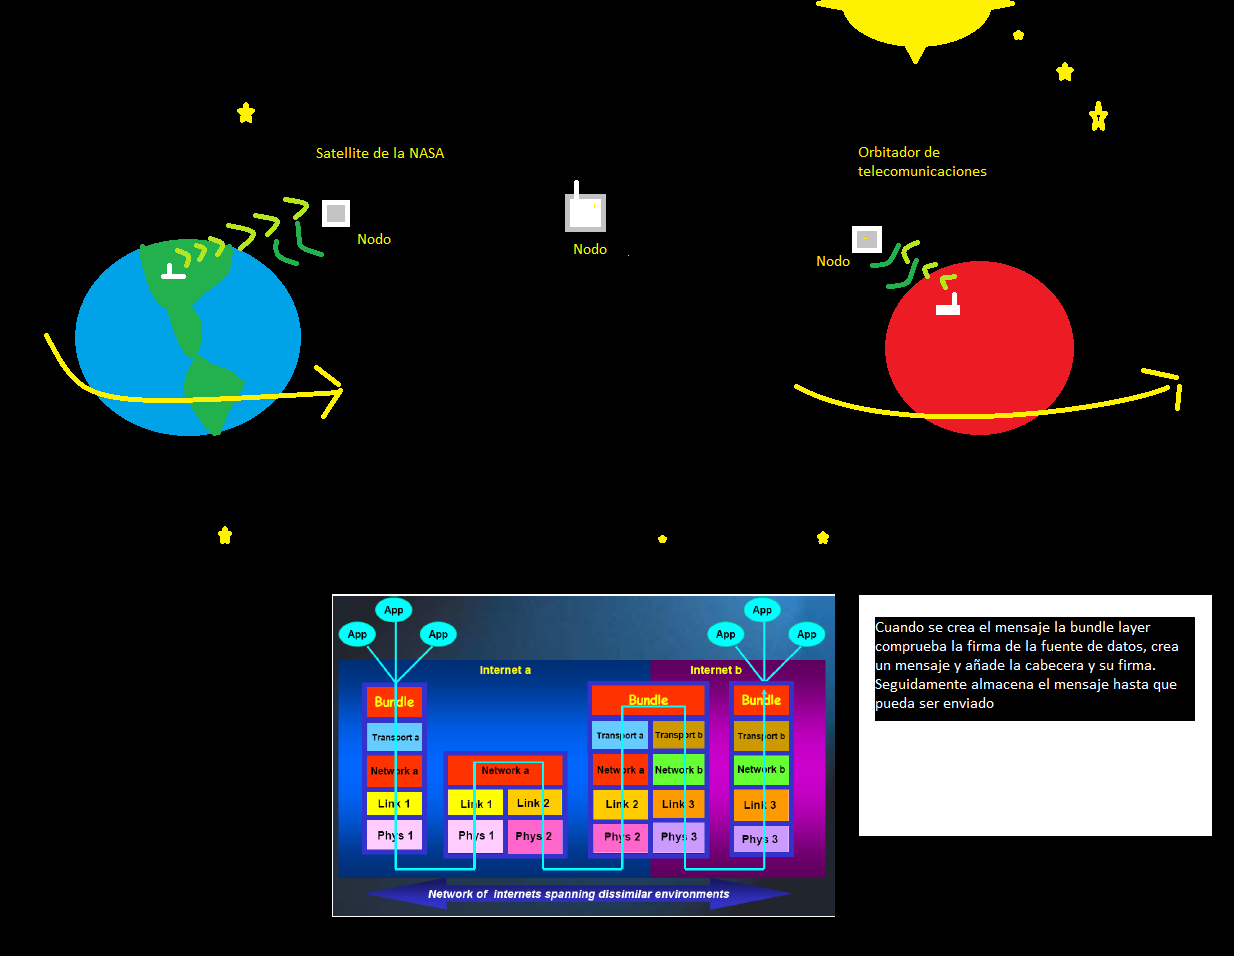 Satellite de la NASA
Orbitador de
telecomunicaciones
Nodo
Nodo
Nodo
App
App
App
App
App
App
Internet a
Internet b
Bundle
Bundle
Bundle
Transport a
Transport a
Transport b
Transport b
Network a
Network a
Network a
Network b
Network b
Link 1
Link 1
Link 2
Link 2
Link 3
Link 3
Phys 1
Phys 1
Phys 2
Phys 2
Phys 3
Phys 3
Network of internets spanning dissimilar environments
Cuando se crea el mensaje la bundle layer
comprueba la firma de la fuente de datos, crea
un mensaje y añade la cabecera y su firma.
Seguidamente almacena el mensaje hasta que
pueda ser enviado